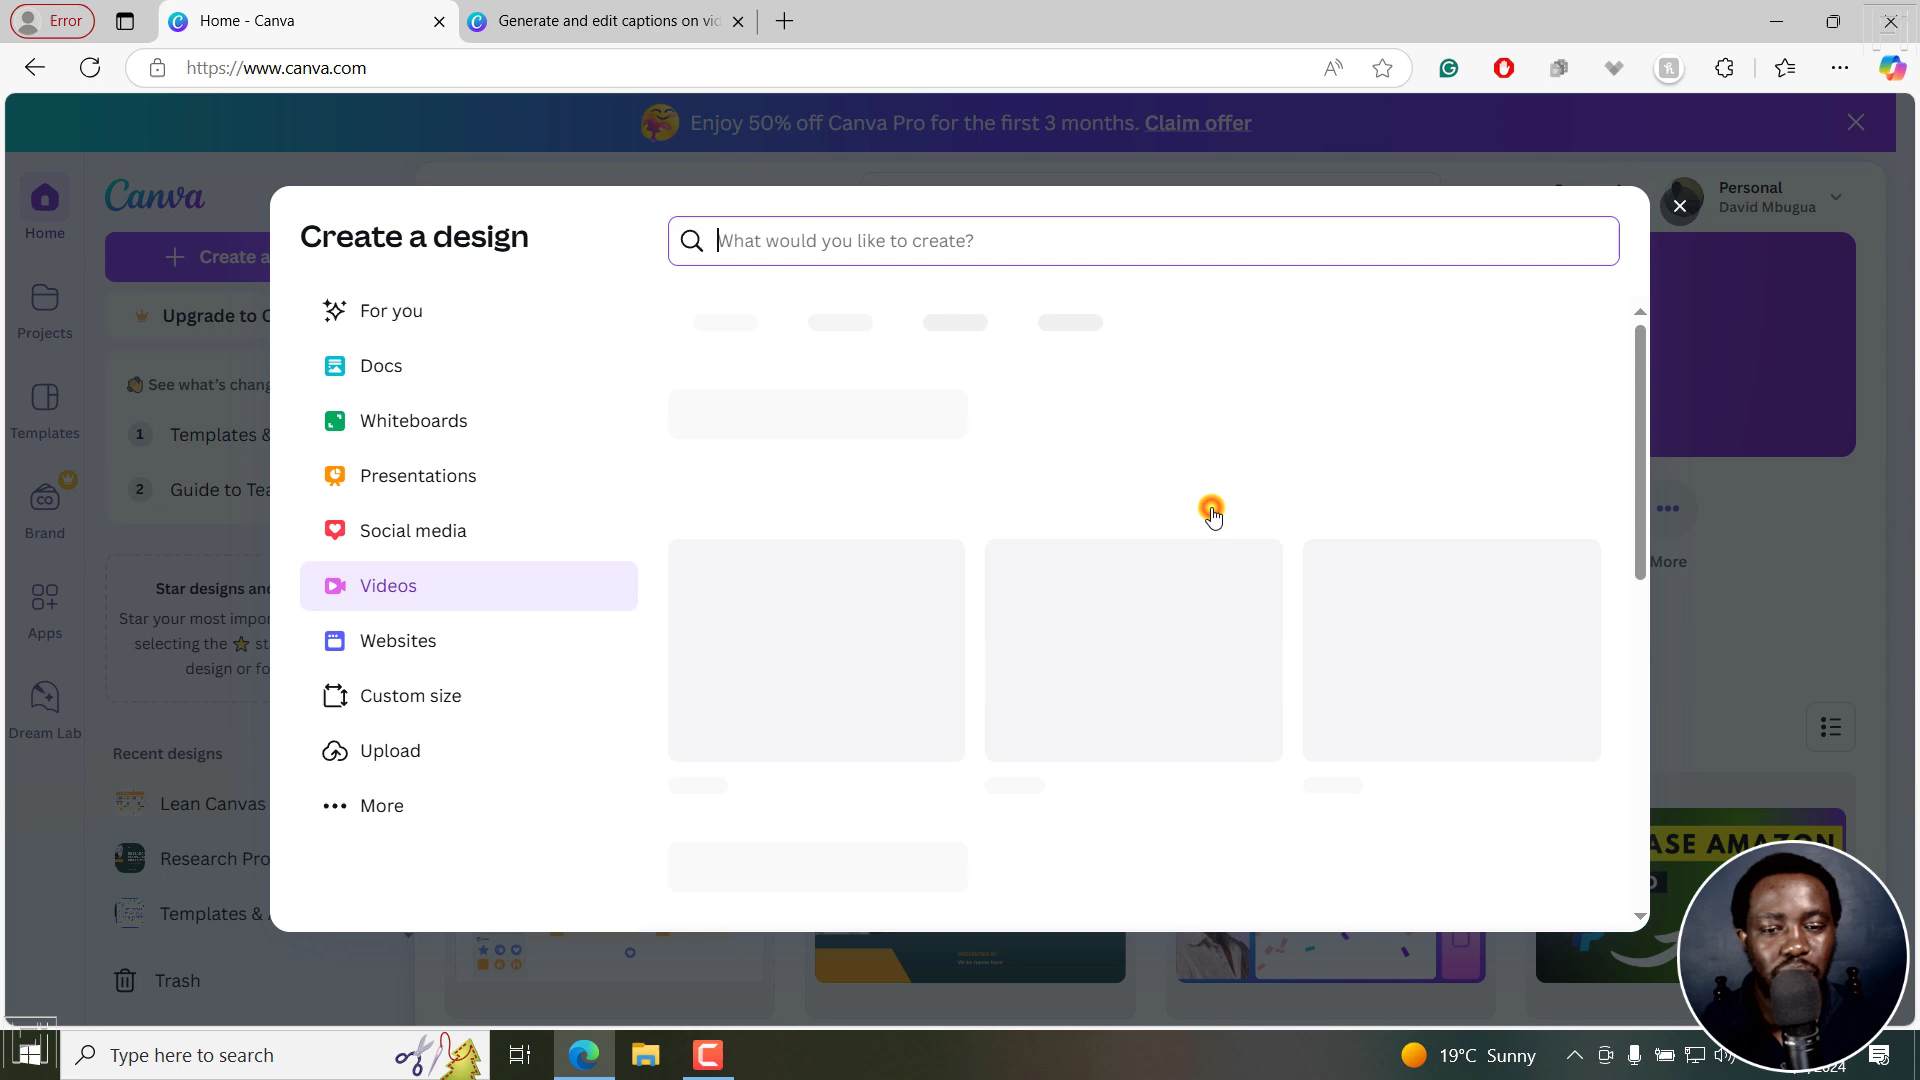 Error
Home - Canva
Generate and edit captions on vid
https://www.canva.com
Enjoy 50% off Canva Pro for the first 3 months. Claim offer
Canva
Home
Projects
Templates
Brand
Apps
Dream Lab
Create a
Upgrade to C
See what's chang
1 Templates &
2 Guide to Tea
Star designs and
Star your most impor
selecting the st
design or fo
Recent designs
Lean Canvas
Research Pro
Templates &
Trash
Personal
David Mbugua
Create a design
What would you like to create?
For you
Docs
Whiteboards
Presentations
Social media
Videos
Websites
Custom size
Upload
More
More
ASE AMAZON
Type here to search
19°C Sunny